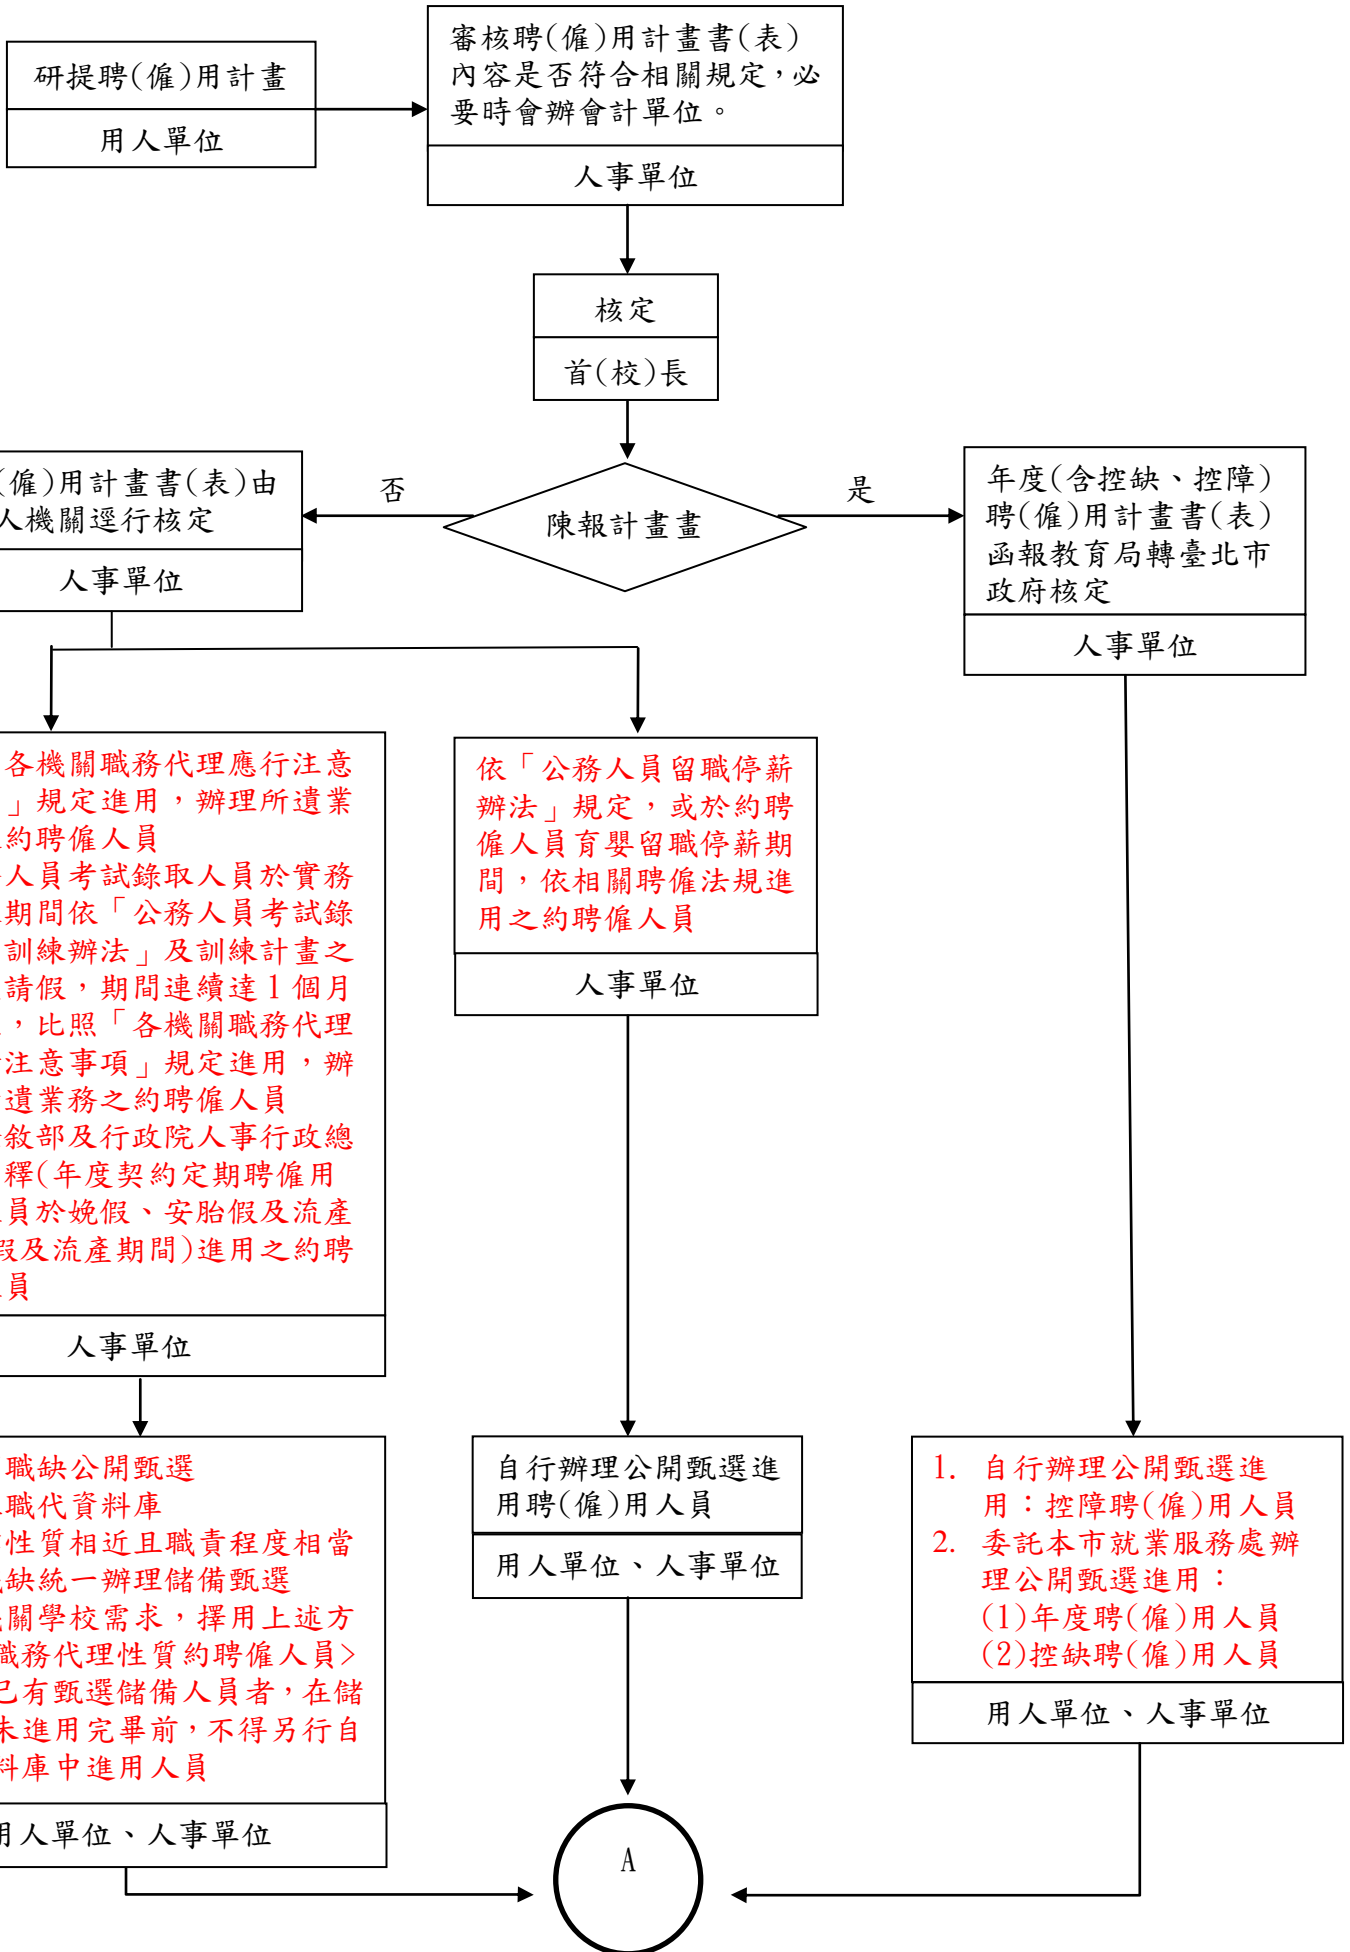 研提聘(僱)用計畫
用人單位
審核聘(僱)用計畫書(表)
內容是否符合相關規定，必
要時會辦會計單位。
人事單位
核定
首(校)長
陳報計畫畫
否
是
(僱)用計畫書(表)由
人機關逕行核定
人事單位
年度(含控缺、控障)
聘(僱)用計畫書(表)
函報教育局轉臺北市
政府核定
人事單位
各機關職務代理應行注意
」規定進用，辦理所遺業
約聘僱人員
人員考試錄取人員於實務
期間依「公務人員考試錄
訓練辦法」及訓練計畫之
請假，期間連續達1個月
，比照「各機關職務代理
注意事項」規定進用，辦
遺業務之約聘僱人員
敘部及行政院人事行政總
釋(年度契約定期聘僱用
員於娩假、安胎假及流產
假及流產期間)進用之約聘
員
人事單位
依「公務人員留職停薪
辦法」規定，或於約聘
僱人員育嬰留職停薪期
間，依相關聘僱法規進
用之約聘僱人員
人事單位
職缺公開甄選
職代資料庫
性質相近且職責程度相當
缺統一辦理儲備甄選
關學校需求，擇用上述方
職務代理性質約聘僱人員>
已有甄選儲備人員者，在儲
未進用完畢前，不得另行自
料庫中進用人員
用人單位、人事單位
自行辦理公開甄選進
用聘(僱)用人員
用人單位、人事單位
1. 自行辦理公開甄選進
用：控障聘(僱)用人員
2. 委託本市就業服務處辦
理公開甄選進用：
(1)年度聘(僱)用人員
(2)控缺聘(僱)用人員
用人單位、人事單位
A